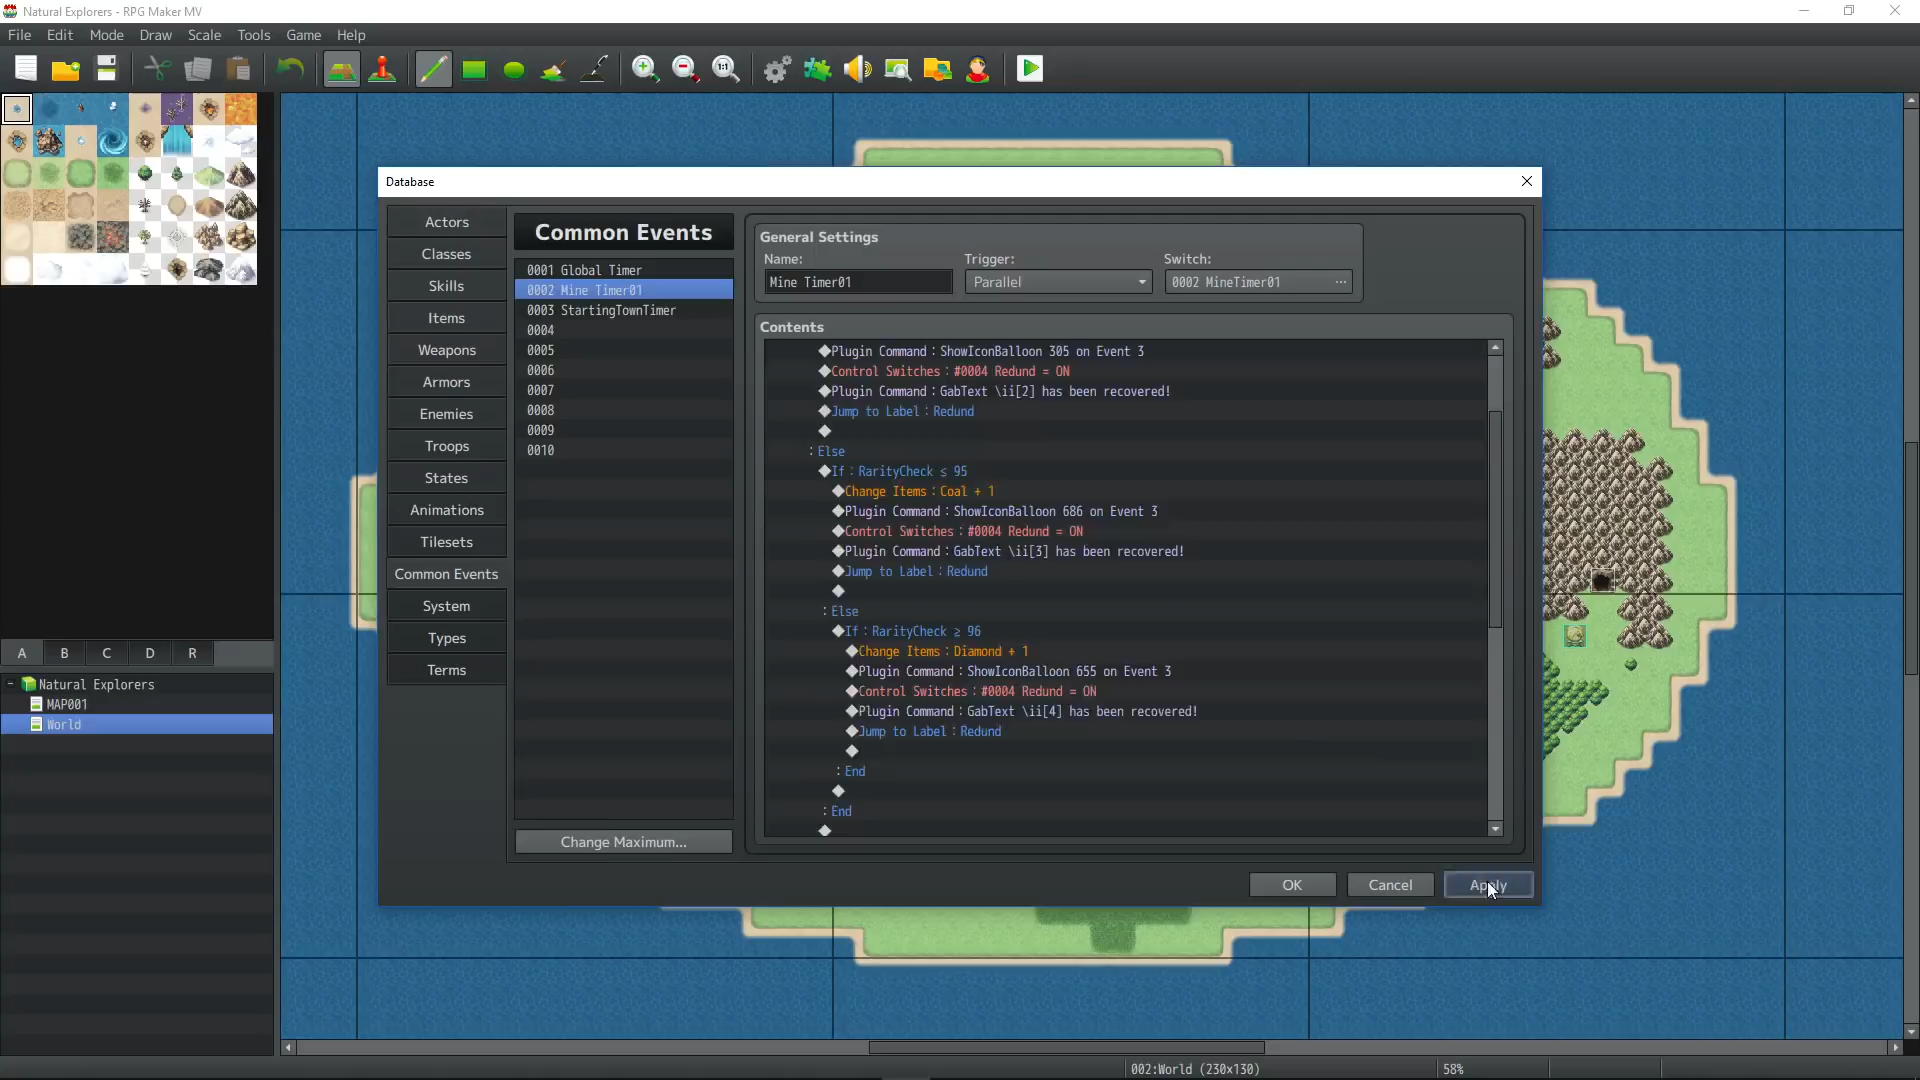 Natural Explorers - RPG Maker MV
File Edit Mode Draw Scale Tools Game Help
1:1
Database
Actors
Classes
Skills
Items
Weapons
Armors
Enemies
Troops
States
Animations
Tilesets
Common Events
System
Types
Terms
Common Events
0001 Global Timer
0002 Mine Timer01
0003 StartingTownTimer
0004
0005
0006
0007
0008
0009
0010
Change Maximum...
General Settings
Name: Trigger: Switch:
Mine Timer01 Parallel 0002 MineTimer01 ...
Contents
◆Plugin Command : ShowIconBalloon 305 on Event 3
◆Control Switches : #0004 Redund = ON
◆Plugin Command : GabText \ii[2] has been recovered!
◆Jump to Label : Redund
◆
: Else
◆If : RarityCheck ≤ 95
◆Change Items : Coal + 1
◆Plugin Command : ShowIconBalloon 686 on Event 3
◆Control Switches : #0004 Redund = ON
◆Plugin Command : GabText \ii[3] has been recovered!
◆Jump to Label : Redund
◆
: Else
◆If : RarityCheck ≥ 96
◆Change Items : Diamond + 1
◆Plugin Command : ShowIconBalloon 655 on Event 3
◆Control Switches : #0004 Redund = ON
◆Plugin Command : GabText \ii[4] has been recovered!
◆Jump to Label : Redund
◆
: End
◆
: End
◆
OK Cancel Apply
A B C D R
Natural Explorers
MAP001
World
002:World (230x130) 58%